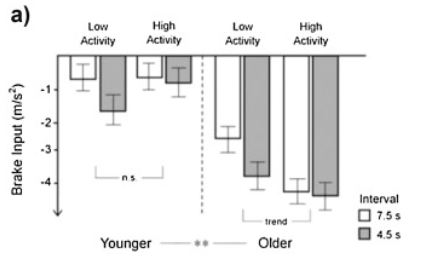 a)
Low Activity
High Activity
Low Activity
High Activity
Brake Input (m/s²)
-1
-2
-3
-4
n.s.
trend
Interval
7.5 s
4.5 s
Younger ** Older